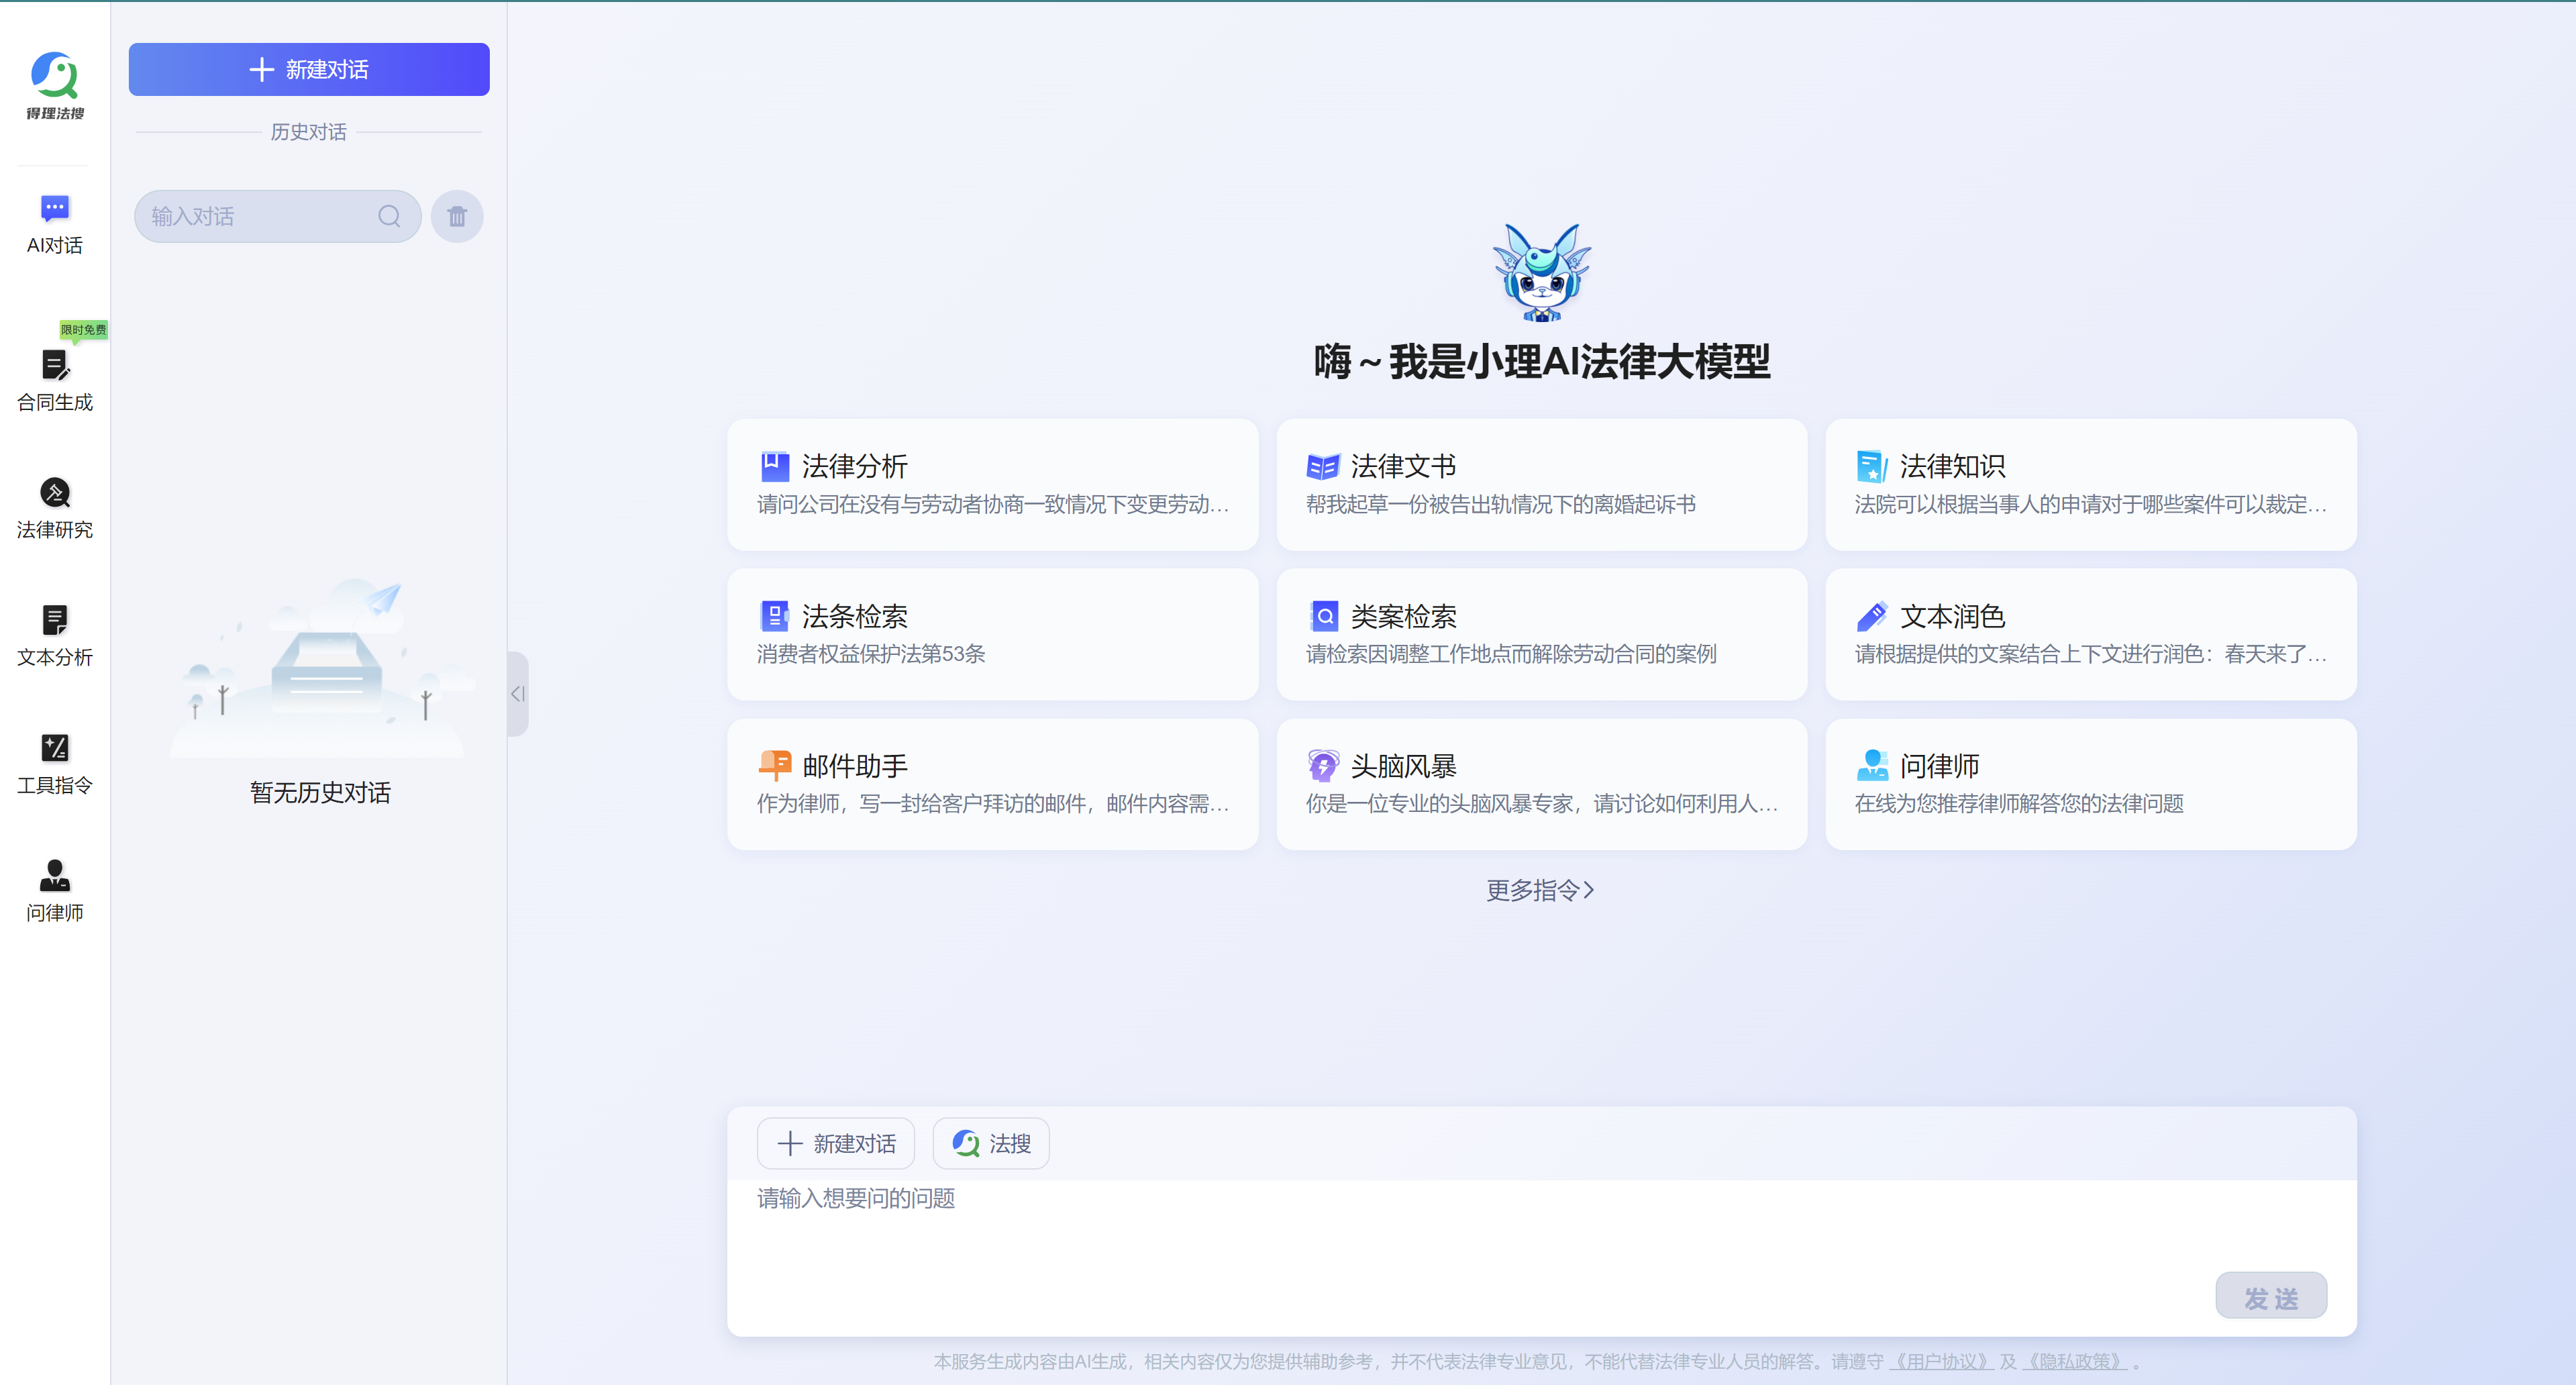 得理法搜
AI对话
限时免费
合同生成
法律研究
文本分析
工具指令
问律师
新建对话
历史对话
输入对话
暂无历史对话
嗨~我是小理AI法律大模型
法律分析
请问公司在没有与劳动者协商一致情况下变更劳动...
法律文书
帮我起草一份被告出轨情况下的离婚起诉书
法律知识
法院可以根据当事人的申请对于哪些案件可以裁定...
法条检索
消费者权益保护法第53条
类案检索
请检索因调整工作地点而解除劳动合同的案例
文本润色
请根据提供的文案结合上下文进行润色：春天来了...
邮件助手
作为律师，写一封给客户拜访的邮件，邮件内容需...
头脑风暴
你是一位专业的头脑风暴专家，请讨论如何利用人...
问律师
在线为您推荐律师解答您的法律问题
更多指令
新建对话
法搜
请输入想要问的问题
发送
本服务生成内容由AI生成，相关内容仅为您提供辅助参考，并不代表法律专业意见，不能代替法律专业人员的解答。请遵守《用户协议》及《隐私政策》。